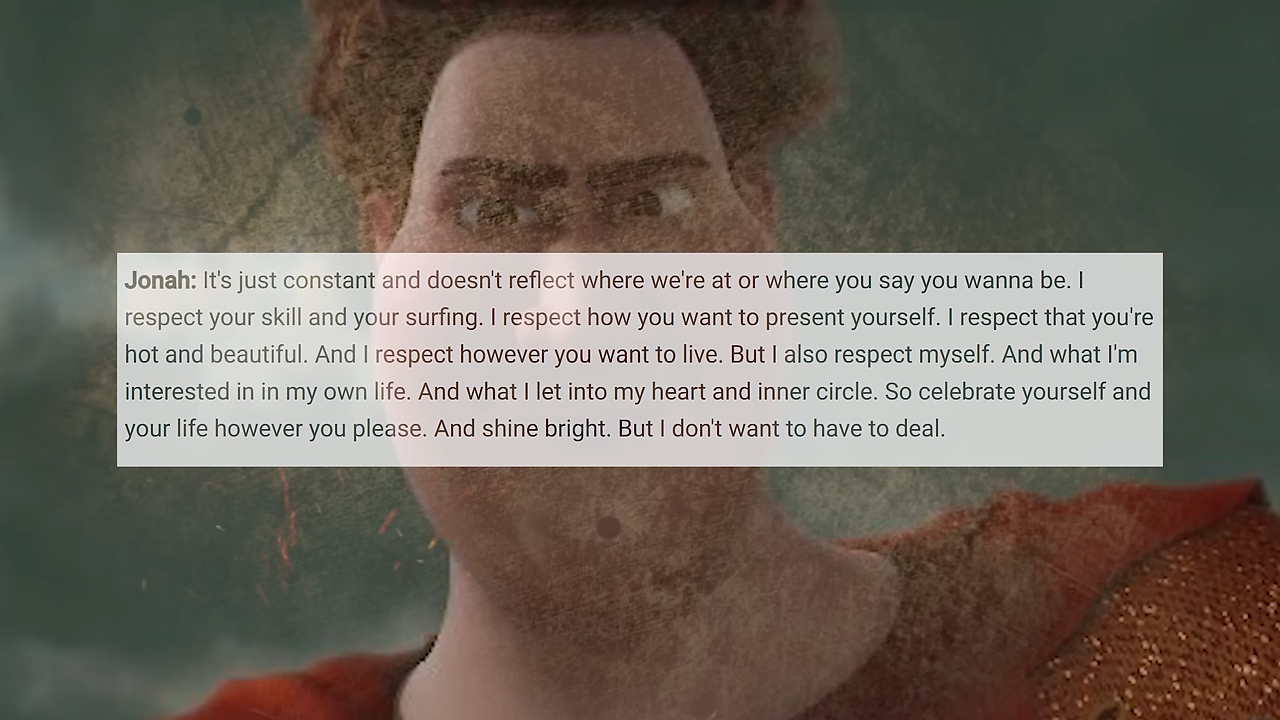 Jonah: It's just constant and doesn't reflect where we're at or where you say you wanna be. I
respect your skill and your surfing. I respect how you want to present yourself. I respect that you're
hot and beautiful. And I respect however you want to live. But I also respect myself. And what I'm
interested in in my own life. And what I let into my heart and inner circle. So celebrate yourself and
your life however you please. And shine bright. But I don't want to have to deal.